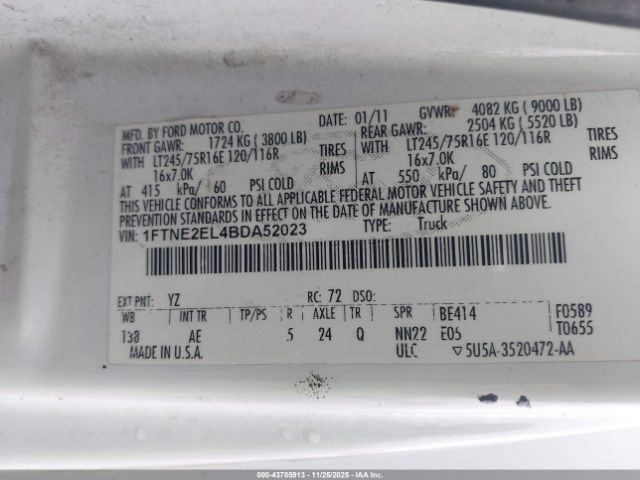 MFD. BY FORD MOTOR CO. DATE: 01/11 GVWR: 4082 KG ( 9000 LB)
FRONT GAWR: 1724 KG ( 3800 LB) REAR GAWR: 2504 KG ( 5520 LB)
WITH LT245/75R16E 120/116R TIRES WITH LT245/75R16E 120/116R TIRES
16x7.0K RIMS 16x7.0K RIMS
AT 415 kPa/ 60 PSI COLD AT 550 kPa/ 80 PSI COLD
THIS VEHICLE CONFORMS TO ALL APPLICABLE FEDERAL MOTOR VEHICLE SAFETY AND THEFT
PREVENTION STANDARDS IN EFFECT ON THE DATE OF MANUFACTURE SHOWN ABOVE.
VIN: 1FTNE2EL4BDA52023 TYPE: Truck
EXT PNT: YZ RC: 72 DSO:
WB INT TR TP/PS R AXLE TR SPR BE414 F0589
138 AE 5 24 Q NN22 E05 T0655
MADE IN U.S.A. ULC ▽ 5U5A-3520472-AA
000-43785913 - 11/25/2025 - IAA